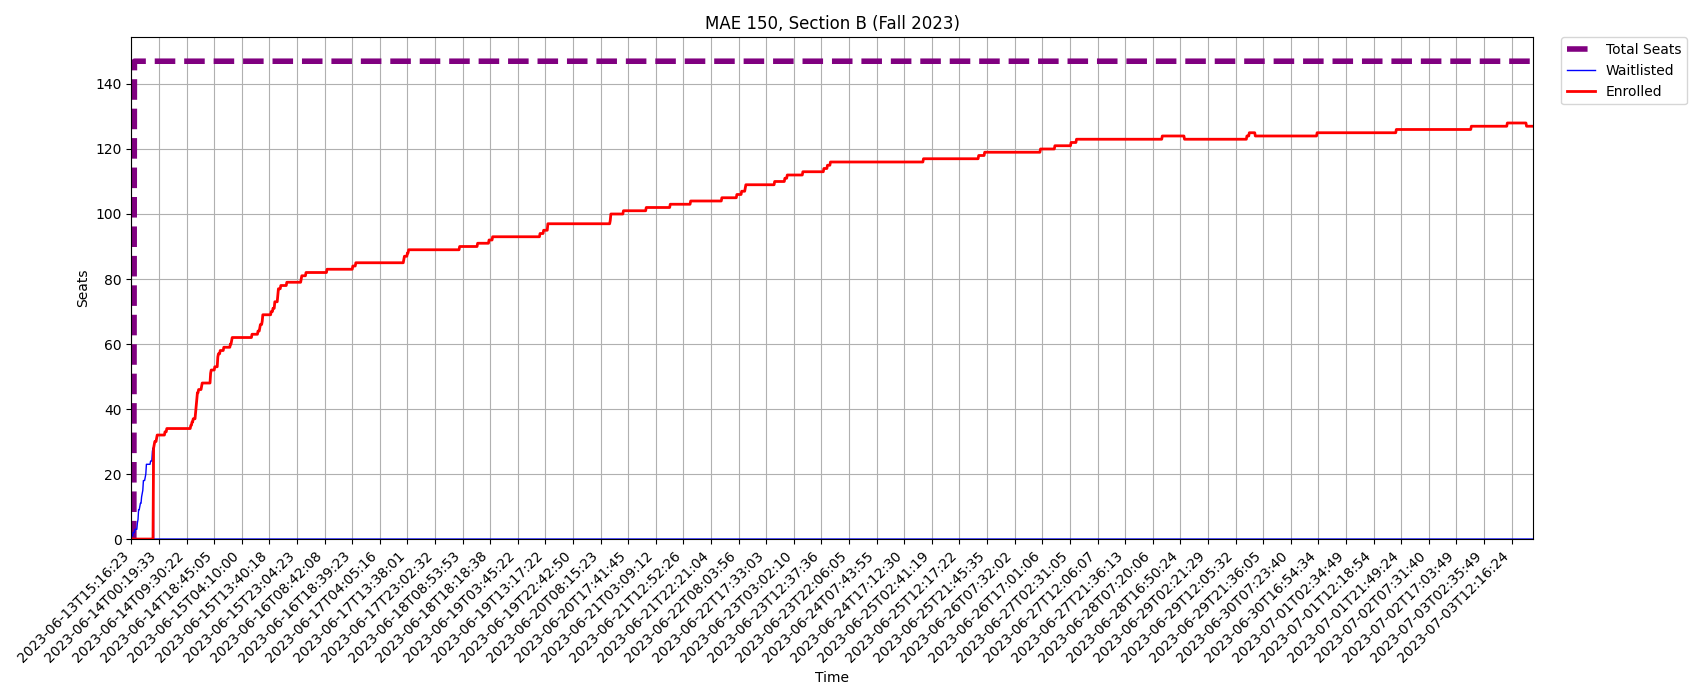 MAE 150, Section B (Fall 2023)
Total Seats
Waitlisted
Enrolled
Seats
140
120
100
80
60
40
20
0
2023-06-13T15:16:23
2023-06-14T00:19:33
2023-06-14T09:30:22
2023-06-14T18:45:05
2023-06-15T04:10:00
2023-06-15T13:40:18
2023-06-15T23:04:23
2023-06-16T08:42:08
2023-06-16T18:39:23
2023-06-17T04:05:16
2023-06-17T13:38:01
2023-06-17T23:02:32
2023-06-18T08:53:53
2023-06-18T18:18:38
2023-06-19T03:45:22
2023-06-19T13:17:22
2023-06-19T22:42:50
2023-06-20T08:15:23
2023-06-20T17:41:45
2023-06-21T03:09:12
2023-06-21T12:52:26
2023-06-21T22:21:04
2023-06-22T08:03:56
2023-06-22T17:33:03
2023-06-23T03:02:10
2023-06-23T12:37:36
2023-06-23T22:06:05
2023-06-24T07:43:55
2023-06-24T17:12:30
2023-06-25T02:41:19
2023-06-25T12:17:22
2023-06-25T21:45:35
2023-06-26T07:32:02
2023-06-26T17:01:06
2023-06-27T02:31:05
2023-06-27T12:06:07
2023-06-27T21:36:13
2023-06-28T07:20:06
2023-06-28T16:50:24
2023-06-29T02:21:29
2023-06-29T12:05:32
2023-06-29T21:36:05
2023-06-30T07:23:40
2023-06-30T16:54:34
2023-07-01T02:34:49
2023-07-01T12:18:54
2023-07-01T21:49:24
2023-07-02T07:31:40
2023-07-02T17:03:49
2023-07-03T02:35:49
2023-07-03T12:16:24
Time